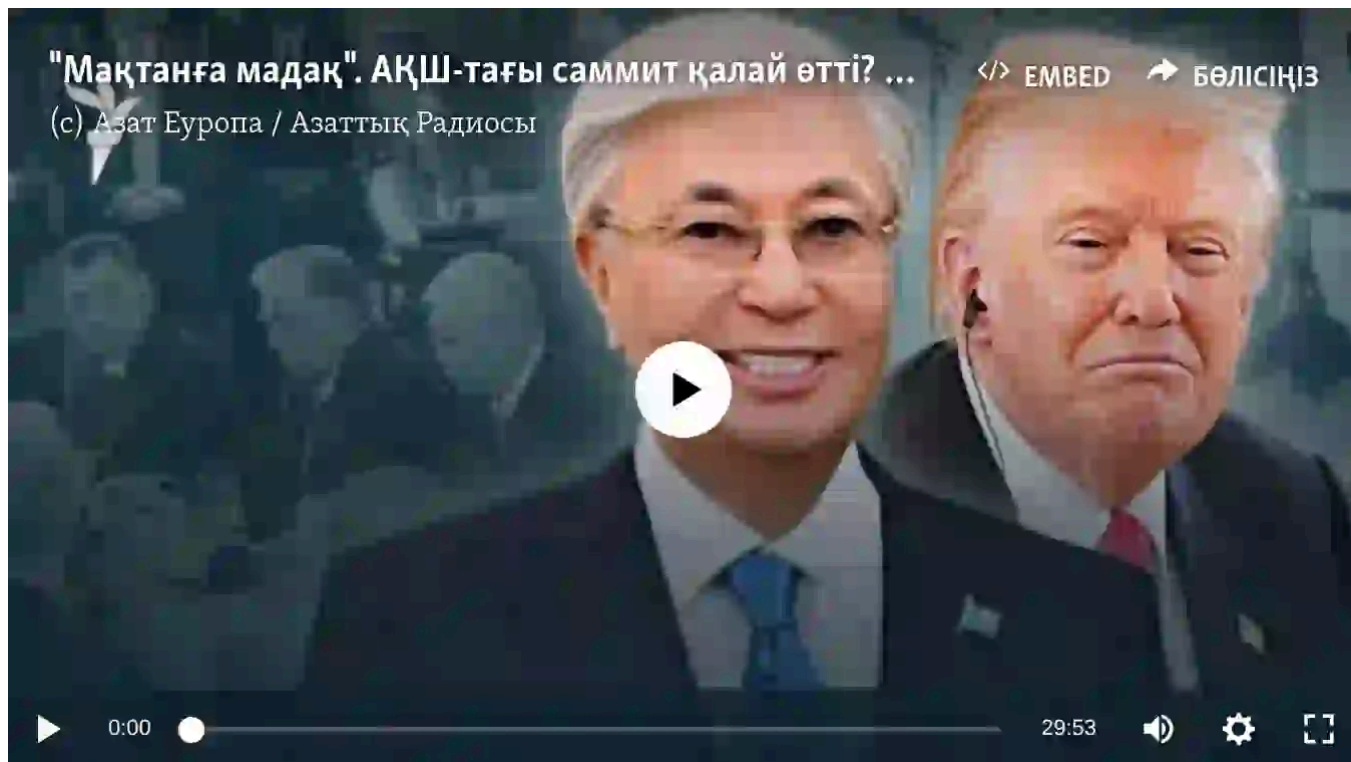 "Мақтанға мадақ". АҚШ-тағы саммит қалай өтті? ...
EMBED
БӨЛІСІҢІЗ
(c) Азат Еуропа / Азаттық Радиосы
0:00
29:53